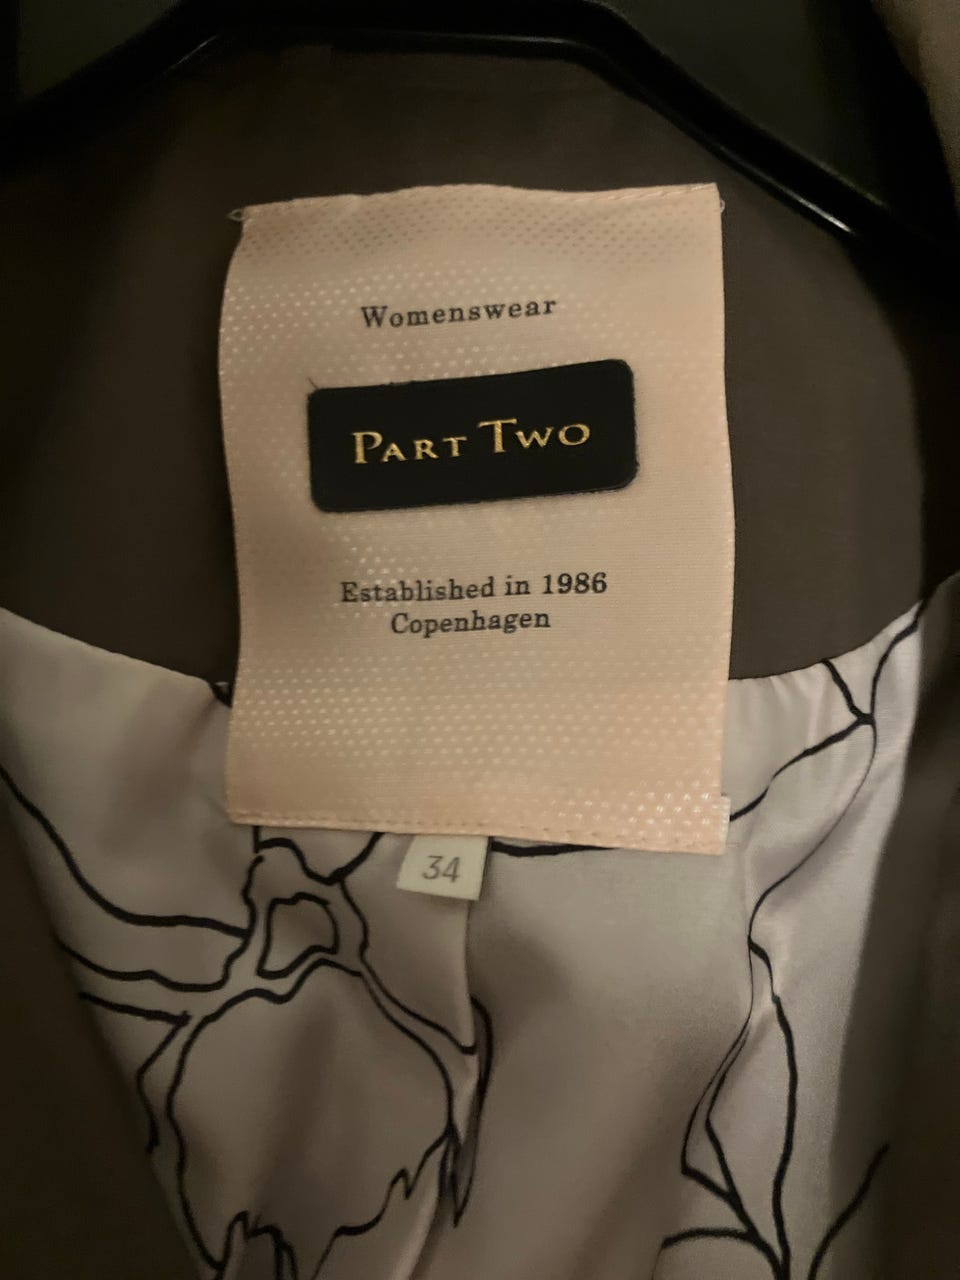 Womenswear
PART TWO
Established in 1986
Copenhagen
34